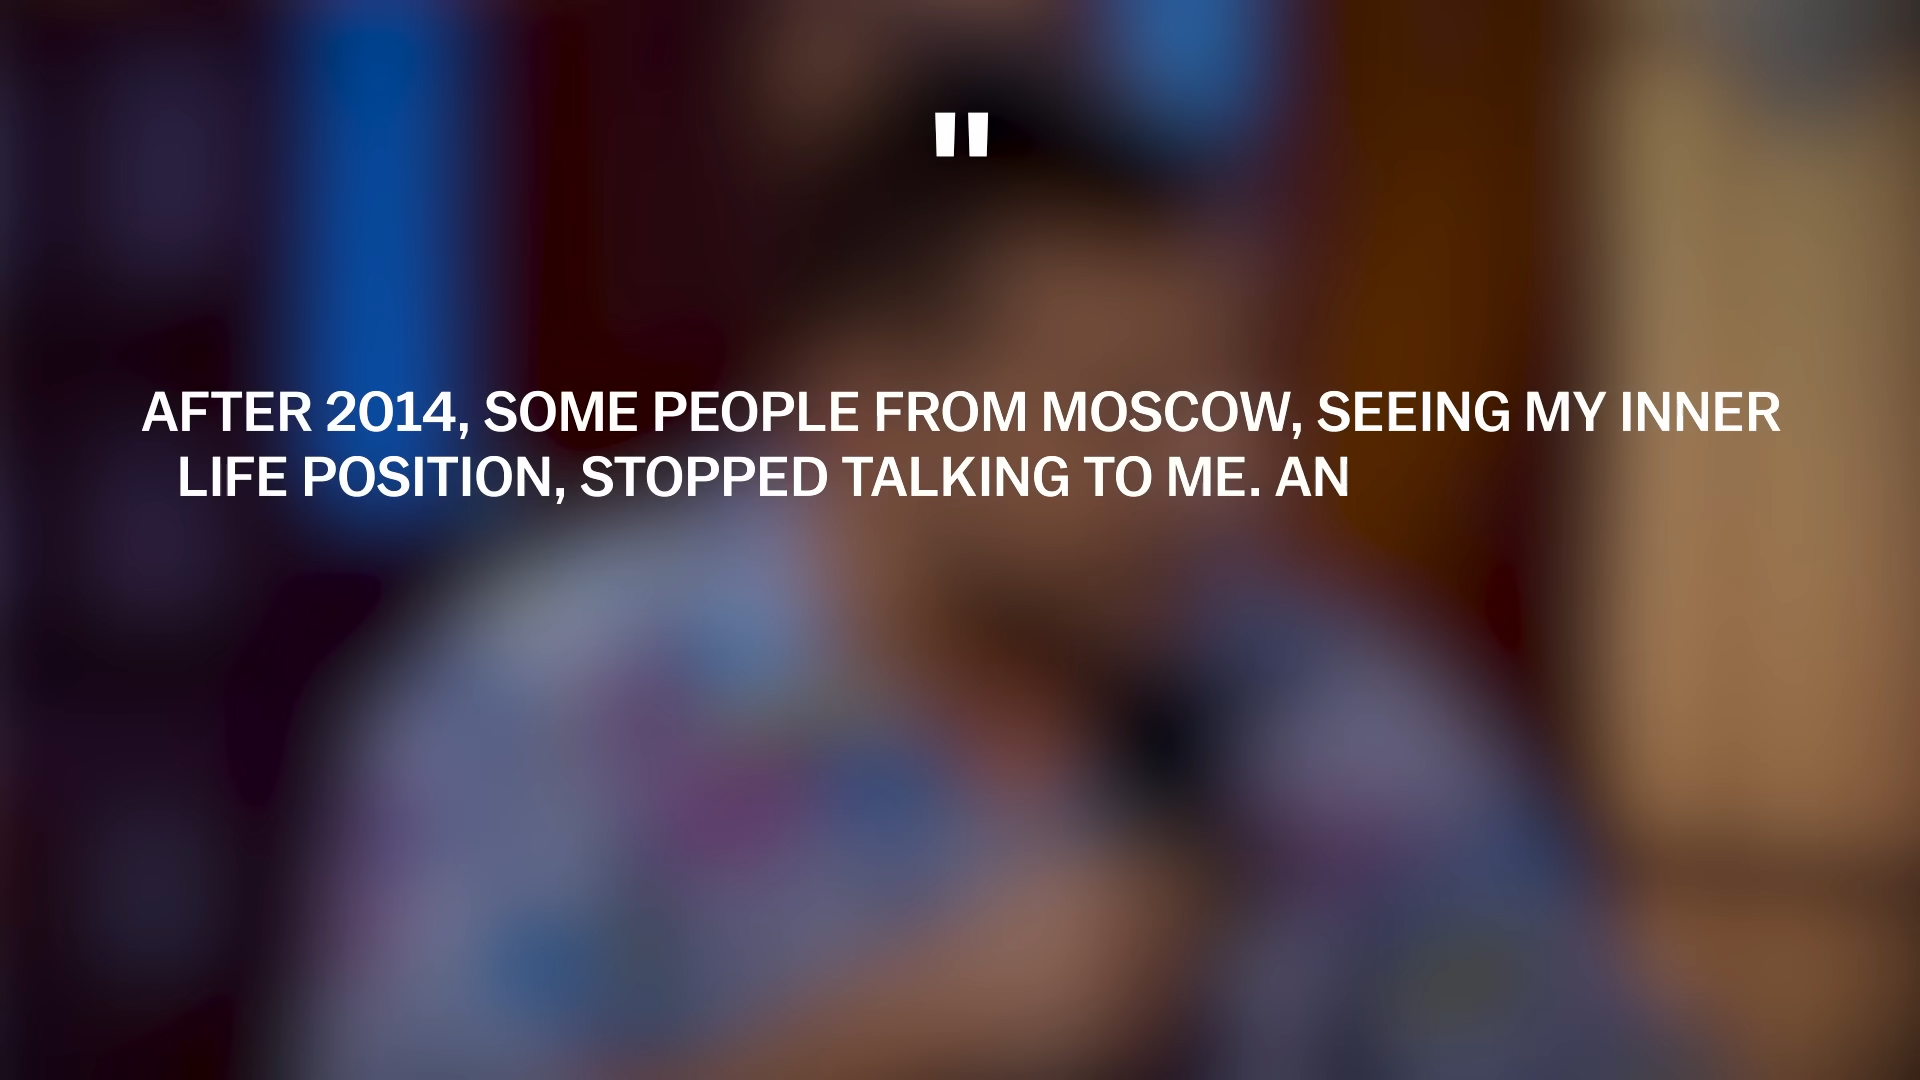 "
AFTER 2014, SOME PEOPLE FROM MOSCOW, SEEING MY INNER
LIFE POSITION, STOPPED TALKING TO ME. AN